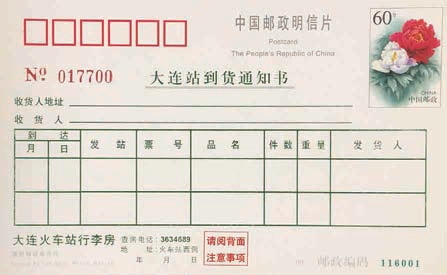 中国邮政明信片
Postcard
The People's Republic of China
60分
CHINA
中国邮政
Nº 017700
大连站到货通知书
收货人地址
收 货 人
到 达
月 日 发 站 票 号 品 名 件数 重量 发 货 人
大连火车站行李房
查询电话：3634689
地 址：火车站西侧
年 月 日
请阅背面
注意事项
邮政编码 116001